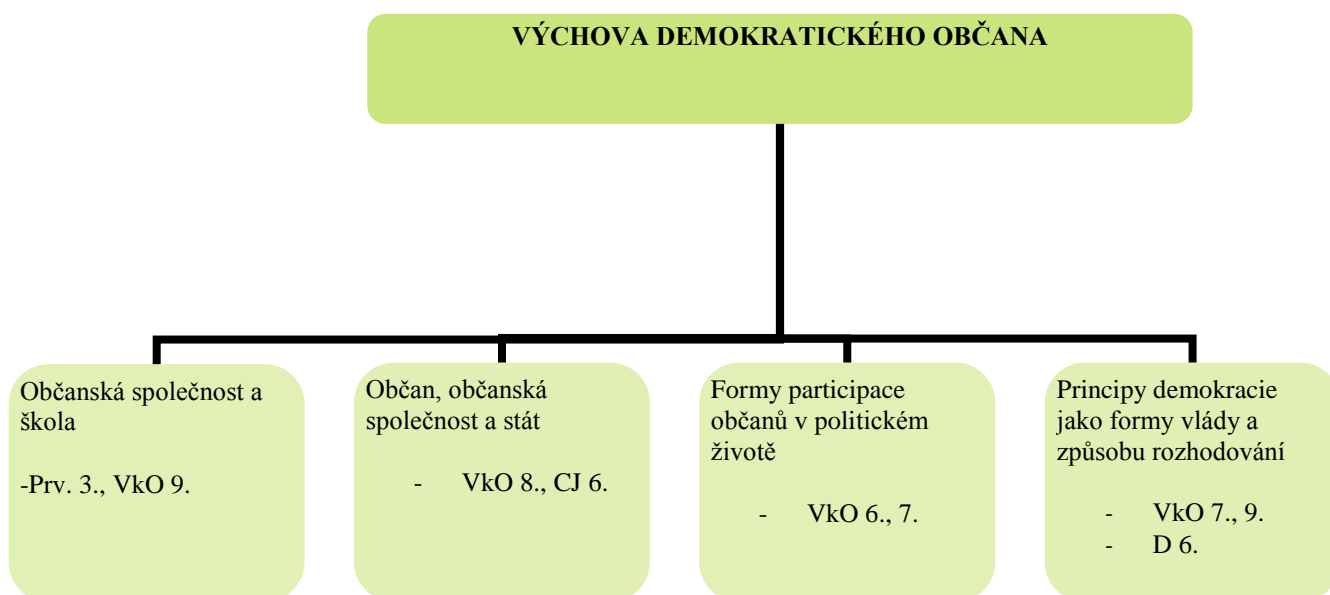 VÝCHOVA DEMOKRATICKÉHO OBČANA
Občanská společnost a
škola
-Prv. 3., VkO 9.
Občan, občanská
společnost a stát
- VkO 8., CJ 6.
Formy participace
občanů v politickém
životě
- VkO 6., 7.
Principy demokracie
jako formy vlády a
způsobu rozhodování
- VkO 7., 9.
- D 6.